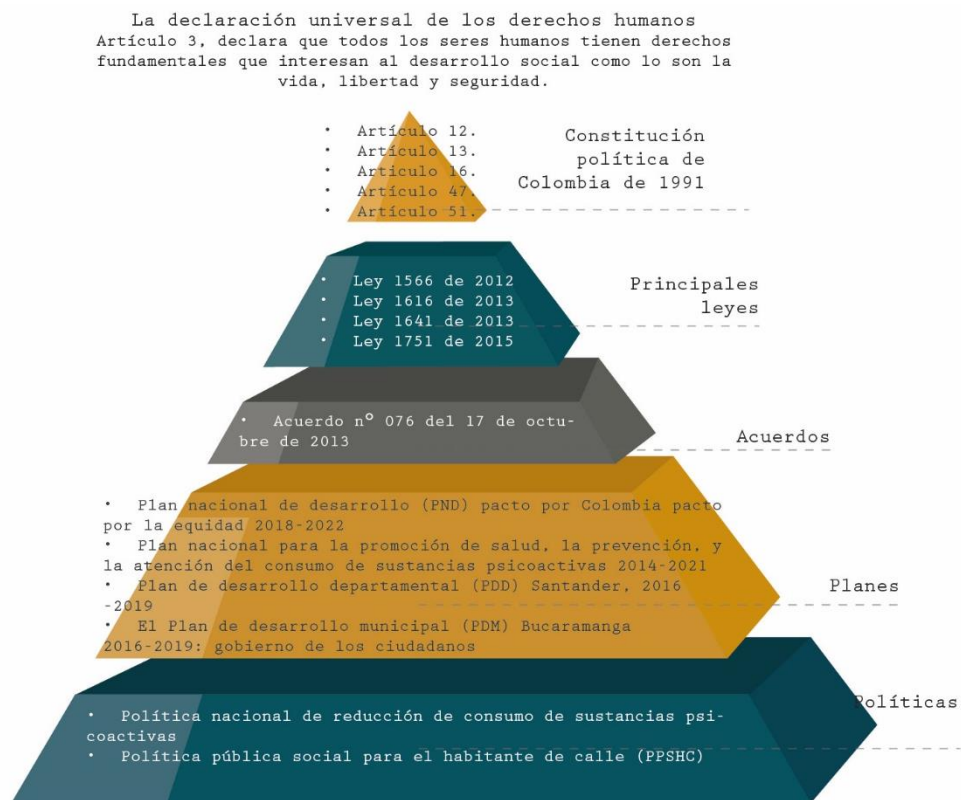 La declaración universal de los derechos humanos
Artículo 3, declara que todos los seres humanos tienen derechos
fundamentales que interesan al desarrollo social como lo son la
vida, libertad y seguridad.
• Artículo 12.
• Artículo 13.
• Artículo 16.
• Artículo 47.
• Artículo 51.
Constitución
política de
Colombia de 1991
• Ley 1566 de 2012
• Ley 1616 de 2013
• Ley 1641 de 2013
• Ley 1751 de 2015
Principales
leyes
• Acuerdo nº 076 del 17 de octu-
bre de 2013
Acuerdos
• Plan nacional de desarrollo (PND) pacto por Colombia pacto
por la equidad 2018-2022
• Plan nacional para la promoción de salud, la prevención, y
la atención del consumo de sustancias psicoactivas 2014-2021
• Plan de desarrollo departamental (PDD) Santander, 2016
-2019
• El Plan de desarrollo municipal (PDM) Bucaramanga
2016-2019: gobierno de los ciudadanos
Planes
• Política nacional de reducción de consumo de sustancias psi-
coactivas
• Política pública social para el habitante de calle (PPSHC)
Políticas